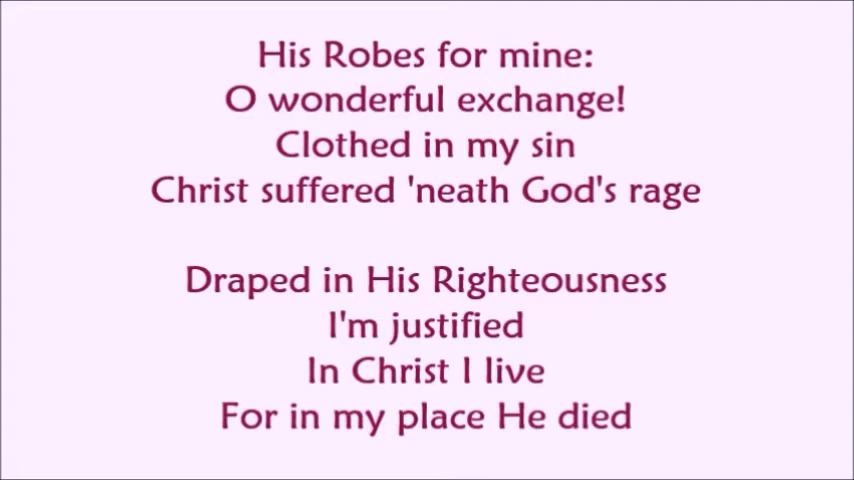 His Robes for mine:
O wonderful exchange!
Clothed in my sin
Christ suffered 'neath God's rage
Draped in His Righteousness
I'm justified
In Christ I live
For in my place He died